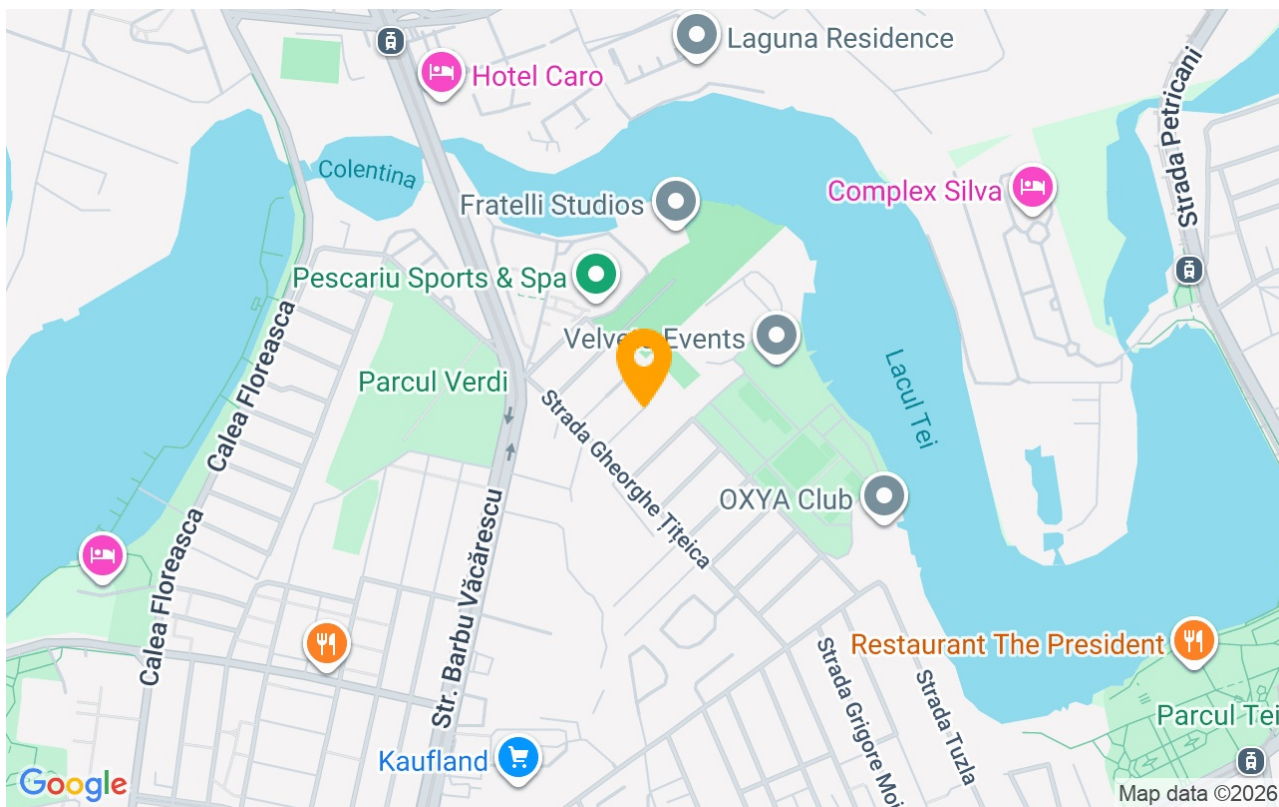 Laguna Residence
Hotel Caro
Strada Petricani
Colentina
Complex Silva
Fratelli Studios
Pescariu Sports & Spa
Calea Floreasca
Events
Parcul Verdi
Lacul Tei
Strada Gheorghe Țițeica
OXYA Club
Calea Floreasca
Str. Barbu Văcărescu
Restaurant The President
Strada Grigore Moi
Strada Tuzla
Parcul Tei
Kaufland
Google
Map data ©2026